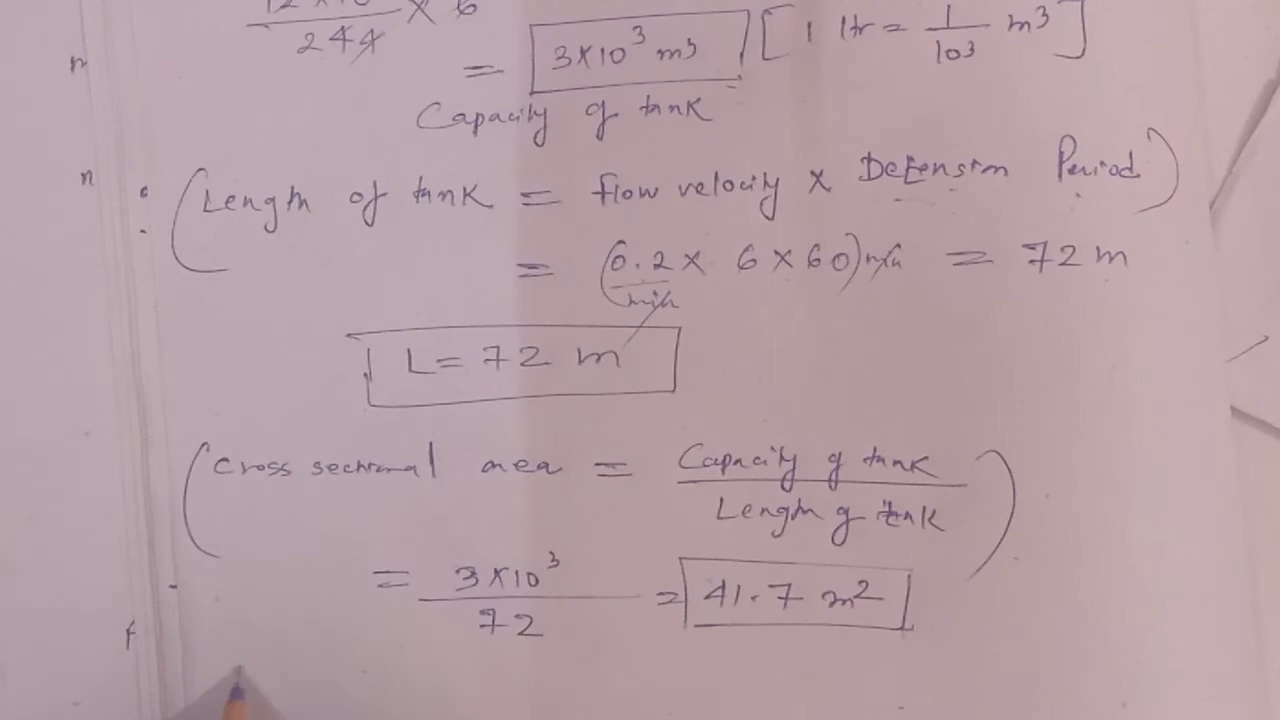 × 6
244
= 3×10³ m³ [1 ltr = 1/10³ m³]
Capacity of tank
n
: (Length of tank = flow velocity × Detension Period)
= (0.2 × 6 × 60) min = 72 m
min
L = 72 m
(Cross sectional area = Capacity of tank / Length of tank)
= 3×10³ / 72 = 41.7 m²
f